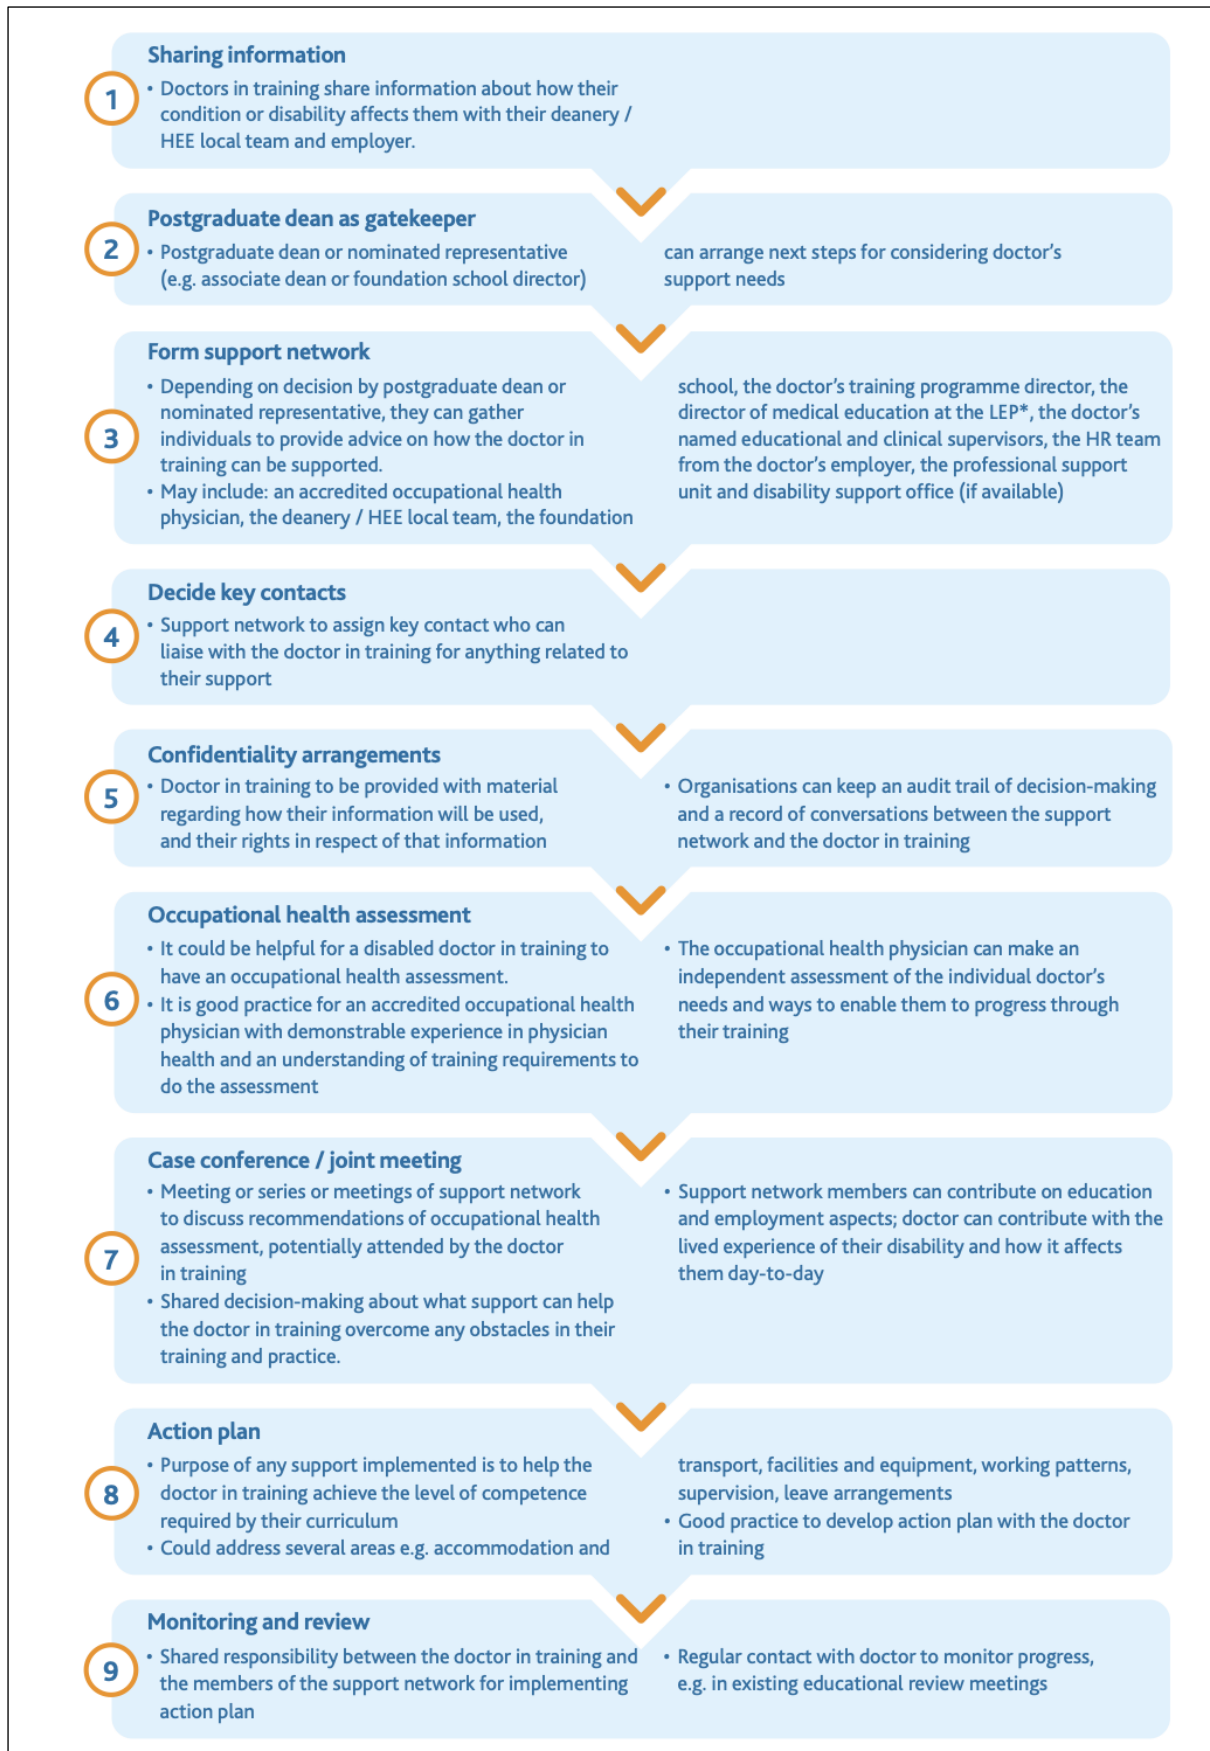 Sharing information
1
• Doctors in training share information about how their
condition or disability affects them with their deanery /
HEE local team and employer.
Postgraduate dean as gatekeeper
2
• Postgraduate dean or nominated representative
(e.g. associate dean or foundation school director)
can arrange next steps for considering doctor's
support needs
Form support network
3
• Depending on decision by postgraduate dean or
nominated representative, they can gather
individuals to provide advice on how the doctor in
training can be supported.
• May include: an accredited occupational health
physician, the deanery / HEE local team, the foundation
school, the doctor's training programme director, the
director of medical education at the LEP*, the doctor's
named educational and clinical supervisors, the HR team
from the doctor's employer, the professional support
unit and disability support office (if available)
Decide key contacts
4
• Support network to assign key contact who can
liaise with the doctor in training for anything related to
their support
Confidentiality arrangements
5
• Doctor in training to be provided with material
regarding how their information will be used,
and their rights in respect of that information
• Organisations can keep an audit trail of decision-making
and a record of conversations between the support
network and the doctor in training
Occupational health assessment
6
• It could be helpful for a disabled doctor in training to
have an occupational health assessment.
• It is good practice for an accredited occupational health
physician with demonstrable experience in physician
health and an understanding of training requirements to
do the assessment
• The occupational health physician can make an
independent assessment of the individual doctor's
needs and ways to enable them to progress through
their training
Case conference / joint meeting
7
• Meeting or series or meetings of support network
to discuss recommendations of occupational health
assessment, potentially attended by the doctor
in training
• Shared decision-making about what support can help
the doctor in training overcome any obstacles in their
training and practice.
• Support network members can contribute on education
and employment aspects; doctor can contribute with the
lived experience of their disability and how it affects
them day-to-day
Action plan
8
• Purpose of any support implemented is to help the
doctor in training achieve the level of competence
required by their curriculum
• Could address several areas e.g. accommodation and
transport, facilities and equipment, working patterns,
supervision, leave arrangements
• Good practice to develop action plan with the doctor
in training
Monitoring and review
9
• Shared responsibility between the doctor in training and
the members of the support network for implementing
action plan
• Regular contact with doctor to monitor progress,
e.g. in existing educational review meetings